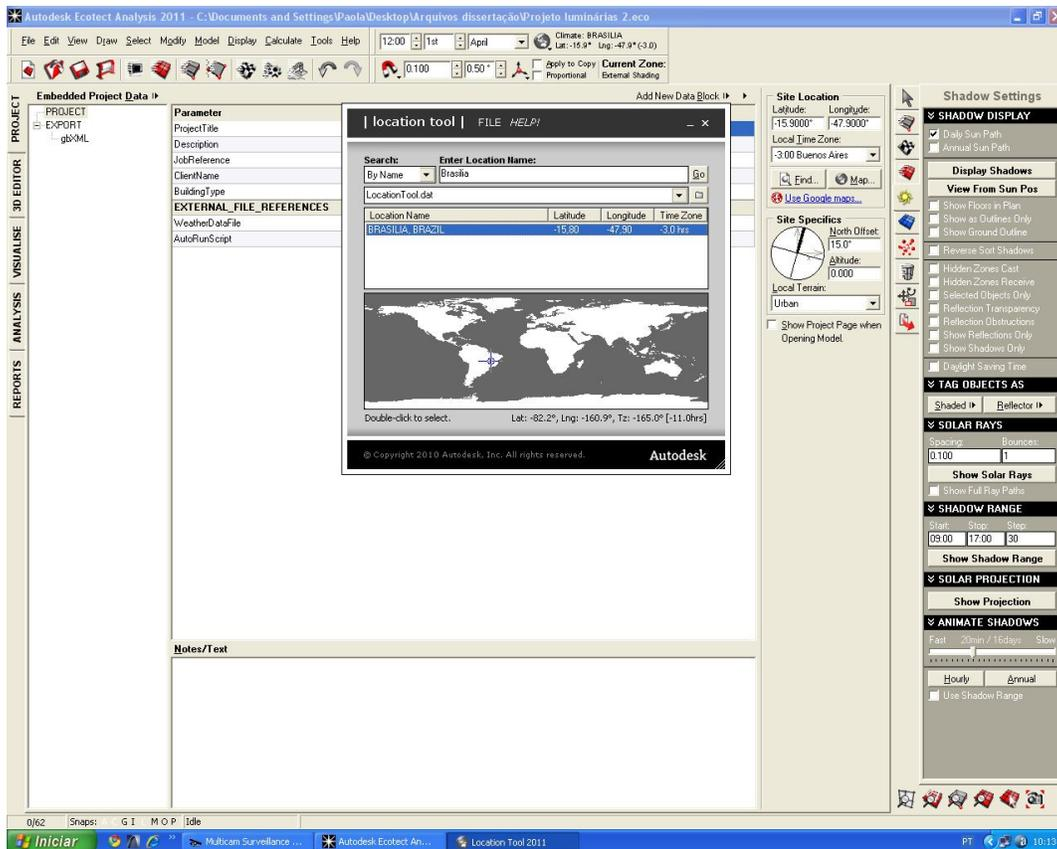 Autodesk Ecotect Analysis 2011 - C:\Documents and Settings\Paola\Desktop\Arquivos dissertação\Projeto luminárias 2.eco
File Edit View Draw Select Modify Model Display Calculate Tools Help
12:00 1st April
Climate: BRASILIA
Lat: -15.9° Lng: -47.9° (-3.0)
0.100 0.50 °
Apply to Copy
Proportional
Current Zone:
External Shading
PROJECT
3D EDITOR
VISUALISE
ANALYSIS
REPORTS
Embedded Project Data
PROJECT
EXPORT
gbXML
Add New Data Block
Parameter
ProjectTitle
Description
JobReference
ClientName
BuildingType
EXTERNAL_FILE_REFERENCES
WeatherDataFile
AutoRunScript
| location tool | FILE HELP!
Search: Enter Location Name:
By Name Brasilia Go
LocationTool.dat
Location Name Latitude Longitude Time Zone
BRASILIA, BRAZIL -15,80 -47,90 -3.0 hrs
Double-click to select. Lat: -82.2°, Lng: -160.9°, Tz: -165.0° [-11.0hrs]
© Copyright 2010 Autodesk, Inc. All rights reserved. Autodesk
Notes/Text
Site Location
Latitude: Longitude:
-15.9000° -47.9000°
Local Time Zone:
-3:00 Buenos Aires
Find... Map...
Use Google maps...
Site Specifics
North Offset:
15.0°
Altitude:
0.000
Local Terrain:
Urban
Show Project Page when
Opening Model.
Shadow Settings
SHADOW DISPLAY
Daily Sun Path
Annual Sun Path
Display Shadows
View From Sun Pos
Show Floors in Plan
Show as Outlines Only
Show Ground Outline
Reverse Sort Shadows
Hidden Zones Cast
Hidden Zones Receive
Selected Objects Only
Reflection Transparency
Reflection Obstructions
Show Reflections Only
Show Shadows Only
Daylight Saving Time
TAG OBJECTS AS
Shaded Reflector
SOLAR RAYS
Spacing: Bounces:
0.100 1
Show Solar Rays
Show Full Ray Paths
SHADOW RANGE
Start: Stop: Step:
09:00 17:00 30
Show Shadow Range
SOLAR PROJECTION
Show Projection
ANIMATE SHADOWS
Fast 20min / 16days Slow
Hourly Annual
Use Shadow Range
0/62 Snaps: A C G I L M O P Idle
Iniciar Multicam Surveillance ... Autodesk Ecotect An... Location Tool 2011 PT 10:13